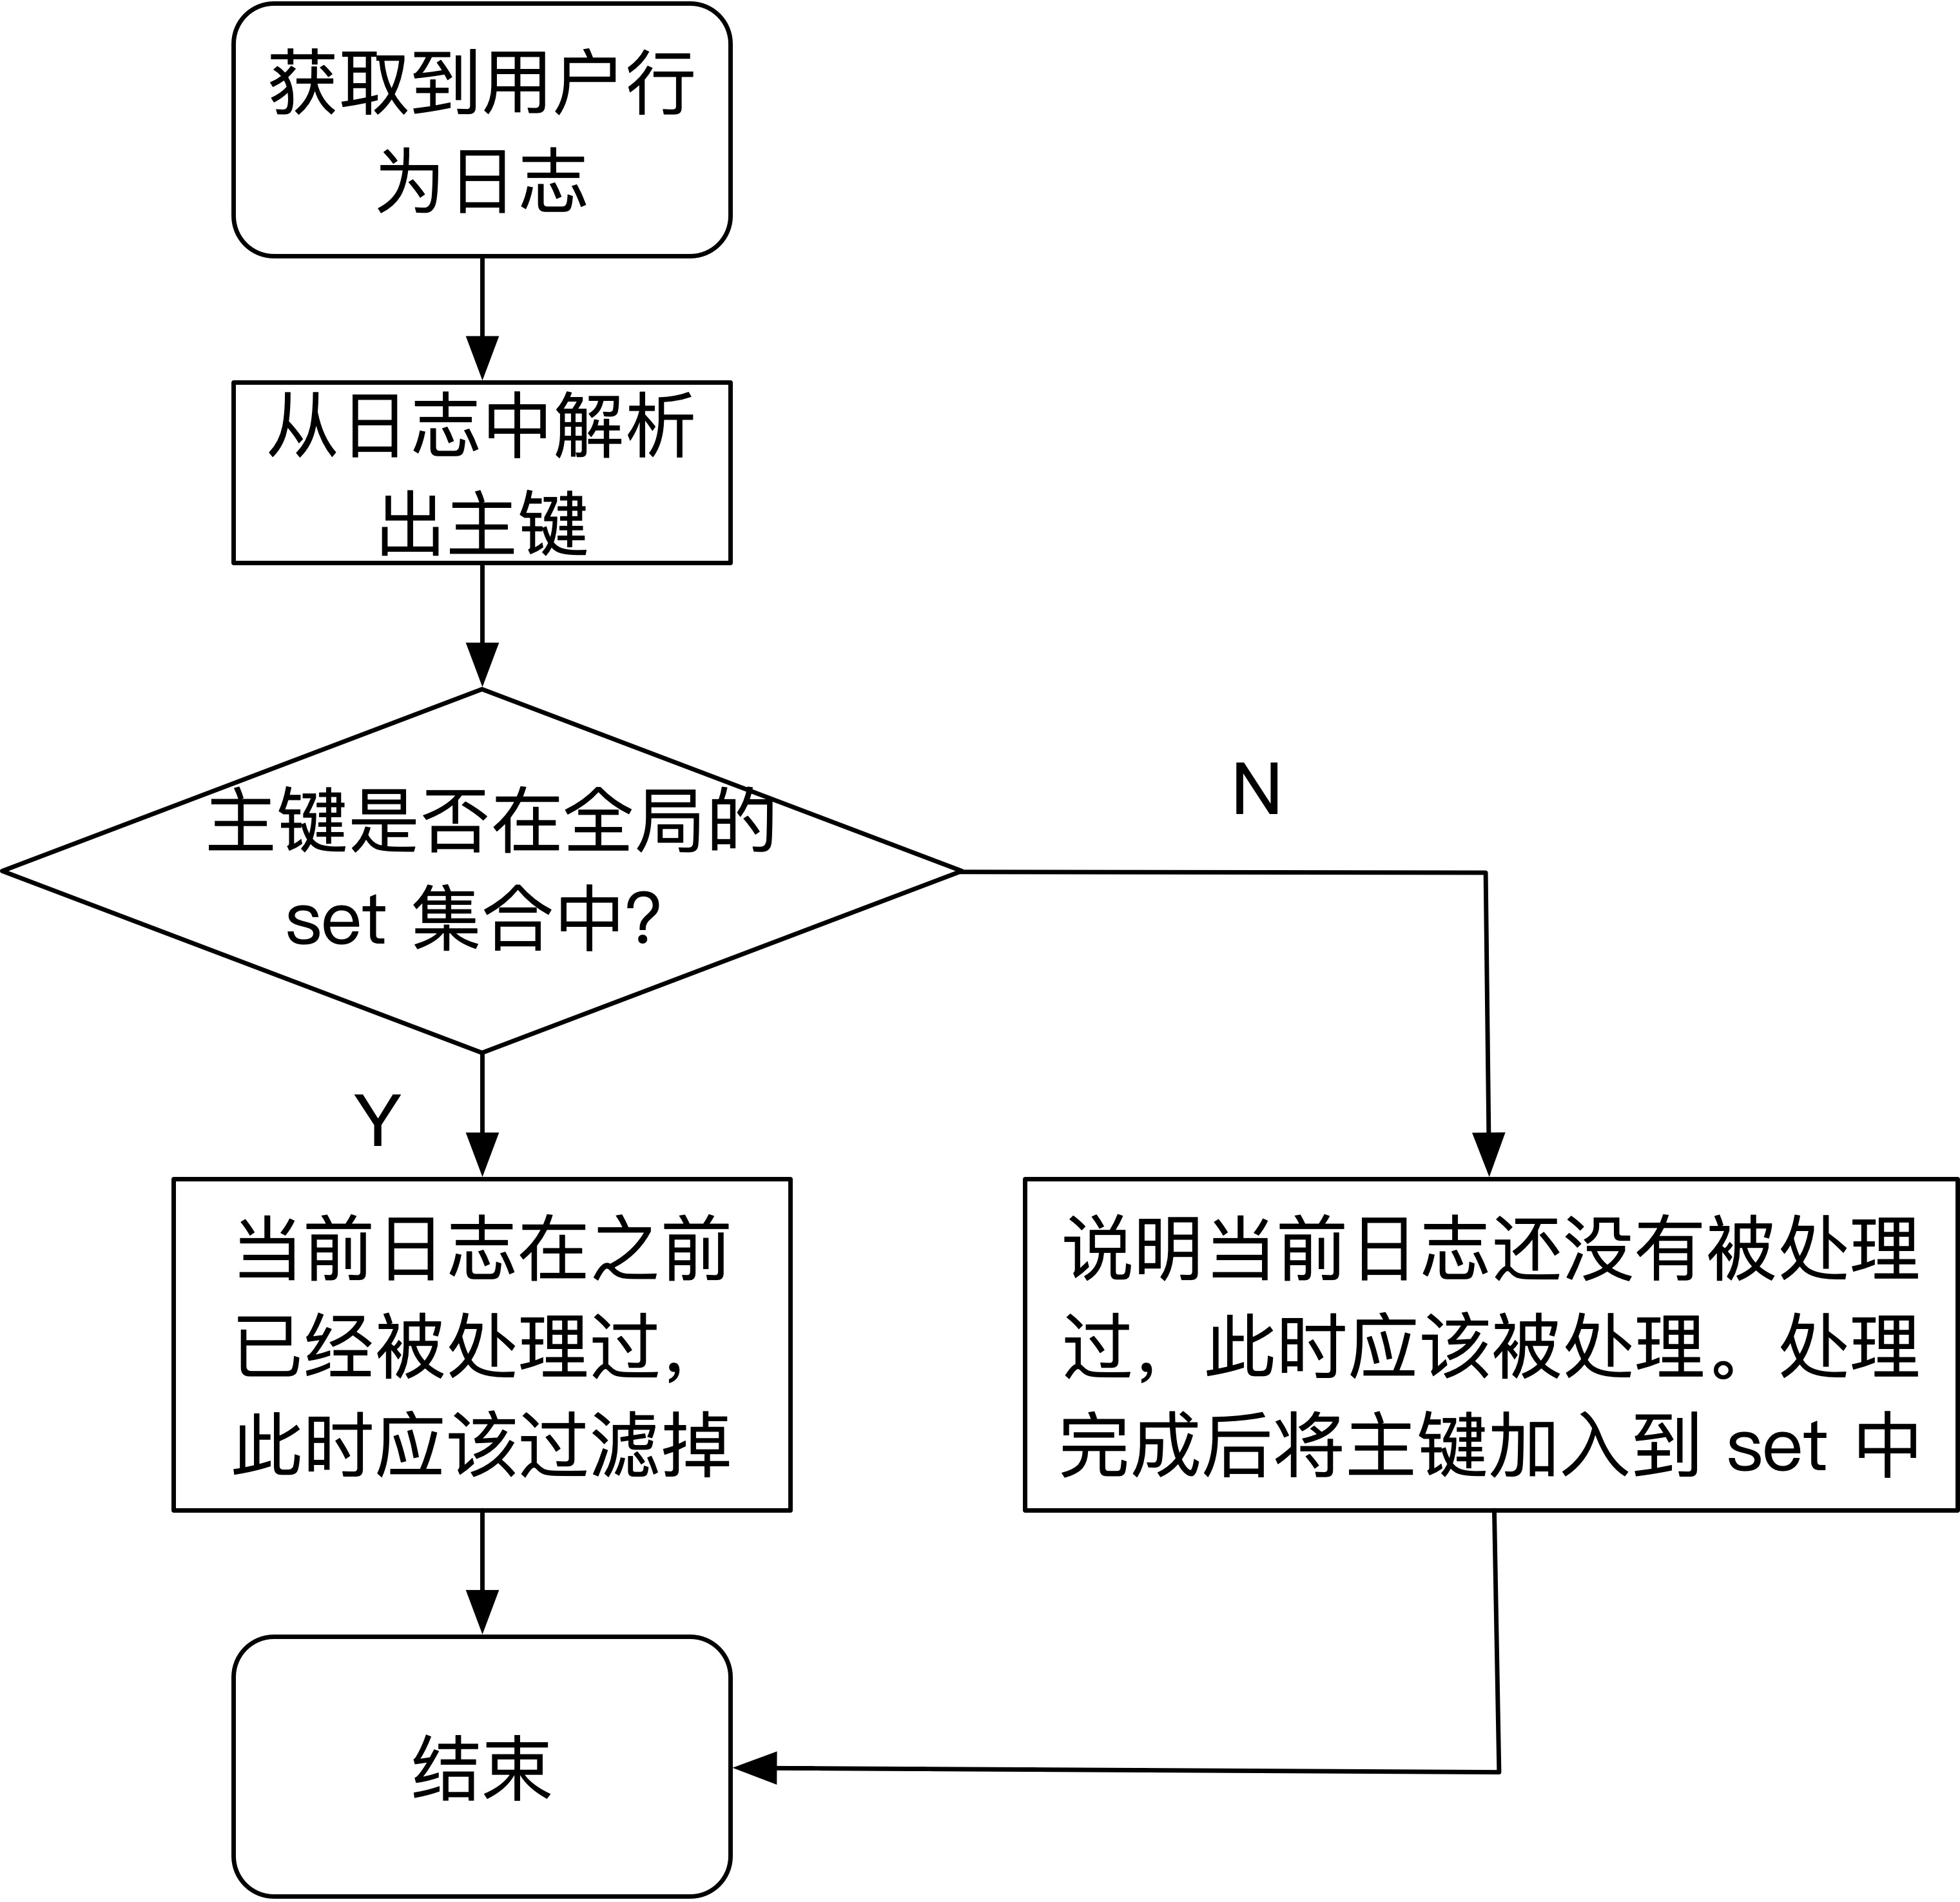 获取到用户行
为日志
从日志中解析
出主键
主键是否在全局的
set 集合中?
N
Y
当前日志在之前
已经被处理过，
此时应该过滤掉
说明当前日志还没有被处理
过，此时应该被处理。处理
完成后将主键加入到 set 中
结束